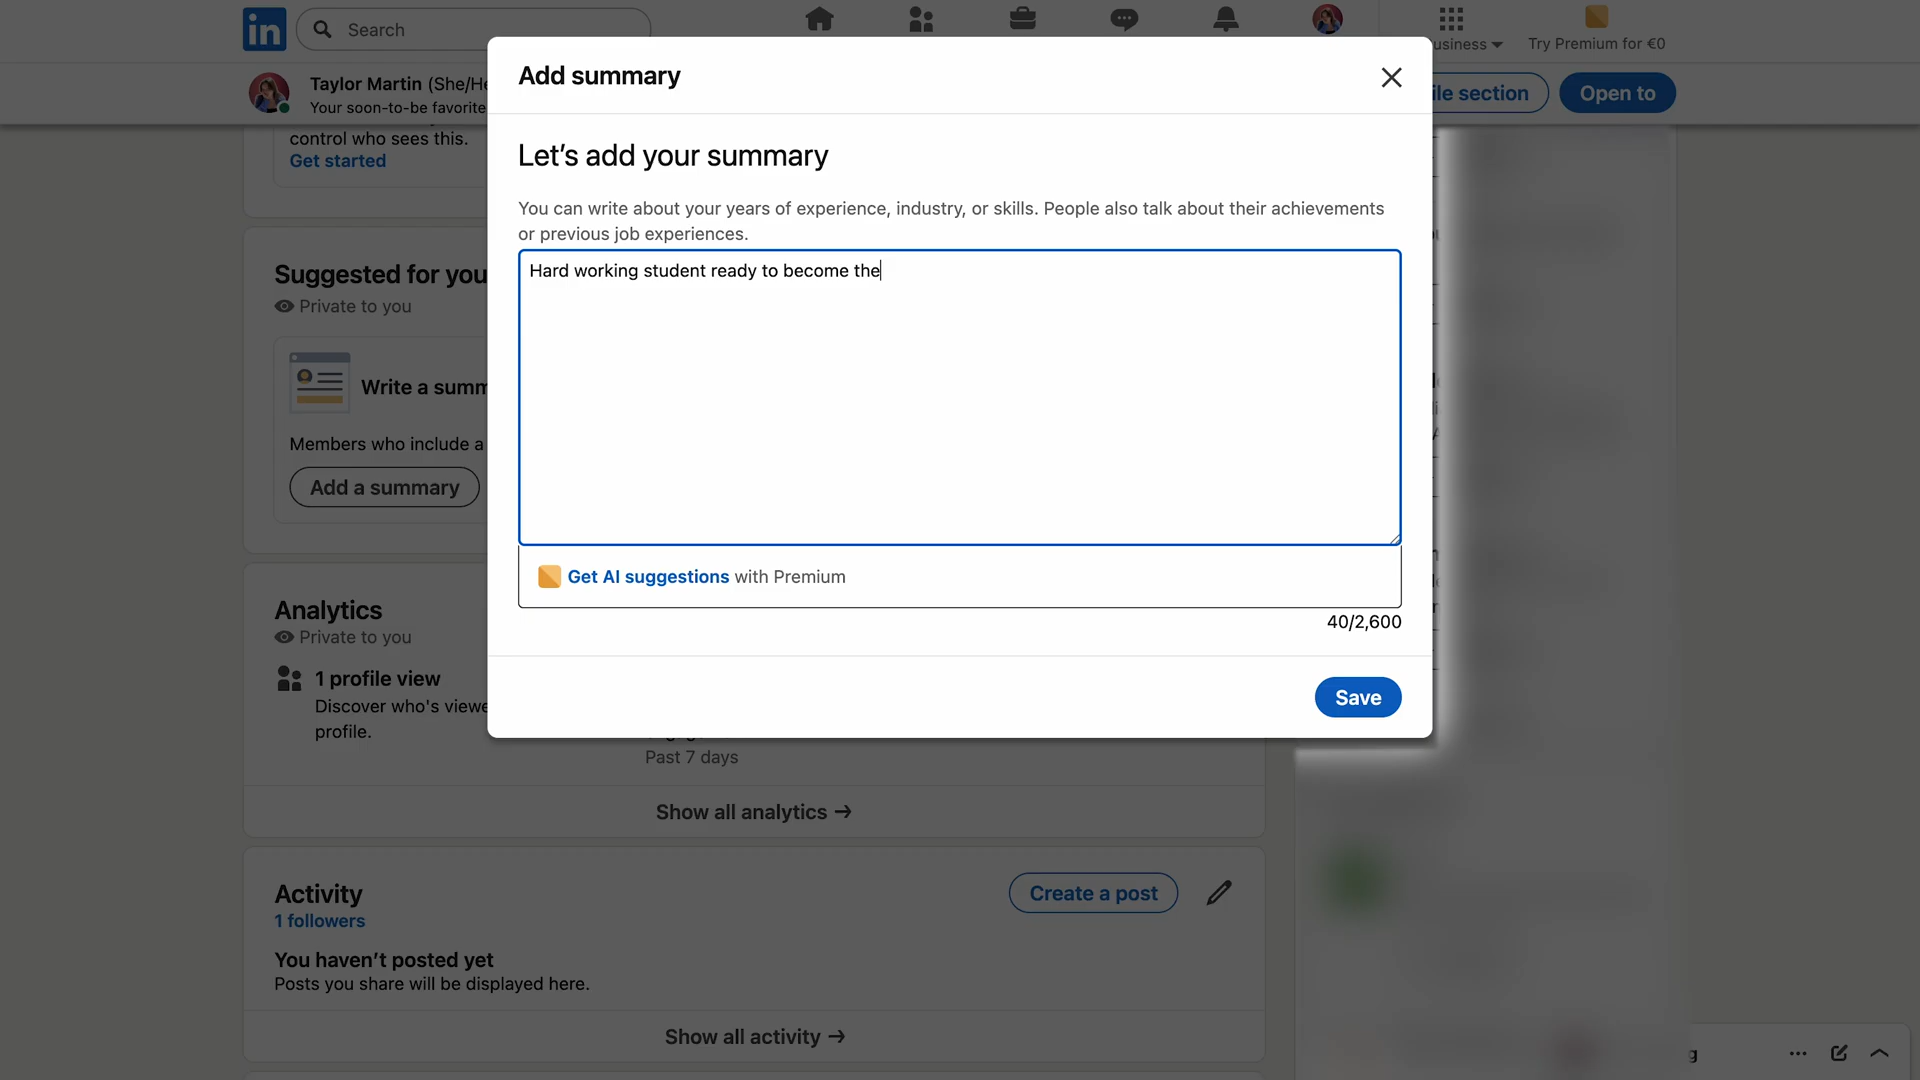 in
Search
usiness
Try Premium for €0
Taylor Martin (She/He
Your soon-to-be favorite
ile section
Open to
control who sees this.
Get started
Add summary
Let's add your summary
You can write about your years of experience, industry, or skills. People also talk about their achievements
or previous job experiences.
Hard working student ready to become the
Get AI suggestions with Premium
40/2,600
Save
Suggested for you
Private to you
Write a summ
Members who include a
Add a summary
Analytics
Private to you
1 profile view
Discover who's viewe
profile.
Past 7 days
Show all analytics →
Activity
1 followers
Create a post
You haven't posted yet
Posts you share will be displayed here.
Show all activity →